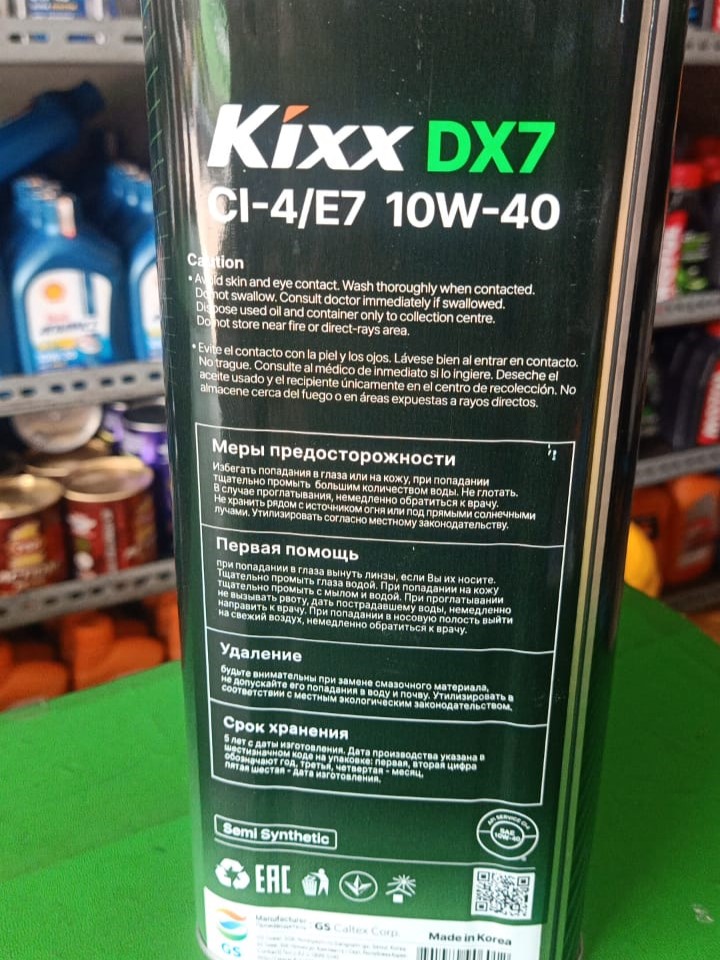 Kixx DX7
CI-4/E7 10W-40
Caution
• Avoid skin and eye contact. Wash thoroughly when contacted.
Do not swallow. Consult doctor immediately if swallowed.
Dispose used oil and container only to collection centre.
Do not store near fire or direct-rays area.
• Evite el contacto con la piel y los ojos. Lávese bien al entrar en contacto.
No trague. Consulte al médico de inmediato si lo ingiere. Deseche el
aceite usado y el recipiente únicamente en el centro de recolección. No
almacene cerca del fuego o en áreas expuestas a rayos directos.
Меры предосторожности
Избегать попадания в глаза или на кожу, при попадании
тщательно промыть большим количеством воды. Не глотать.
В случае проглатывания, немедленно обратиться к врачу.
Не хранить рядом с источником огня или под прямыми солнечными
лучами. Утилизировать согласно местному законодательству.
Первая помощь
при попадании в глаза вынуть линзы, если Вы их носите.
Тщательно промыть глаза водой. При попадании на кожу
тщательно промыть с мылом и водой. При проглатывании
не вызывать рвоту, дать пострадавшему воды, немедленно
направить к врачу. При попадании в носовую полость выйти
на свежий воздух, немедленно обратиться к врачу.
Удаление
будьте внимательны при замене смазочного материала,
не допускайте его попадания в воду и почву. Утилизировать в
соответствии с местным экологическим законодательством.
Срок хранения
5 лет с даты изготовления. Дата производства указана в
шестизначном коде на упаковке: первая, вторая цифра
обозначают год, третья, четвертая - месяц,
пятая шестая - дата изготовления.
Semi Synthetic
API SERVICE CI-4
SAE
10W-40
EAC
GS
Manufacturer
Производитель
GS Caltex Corp.
Made in Korea